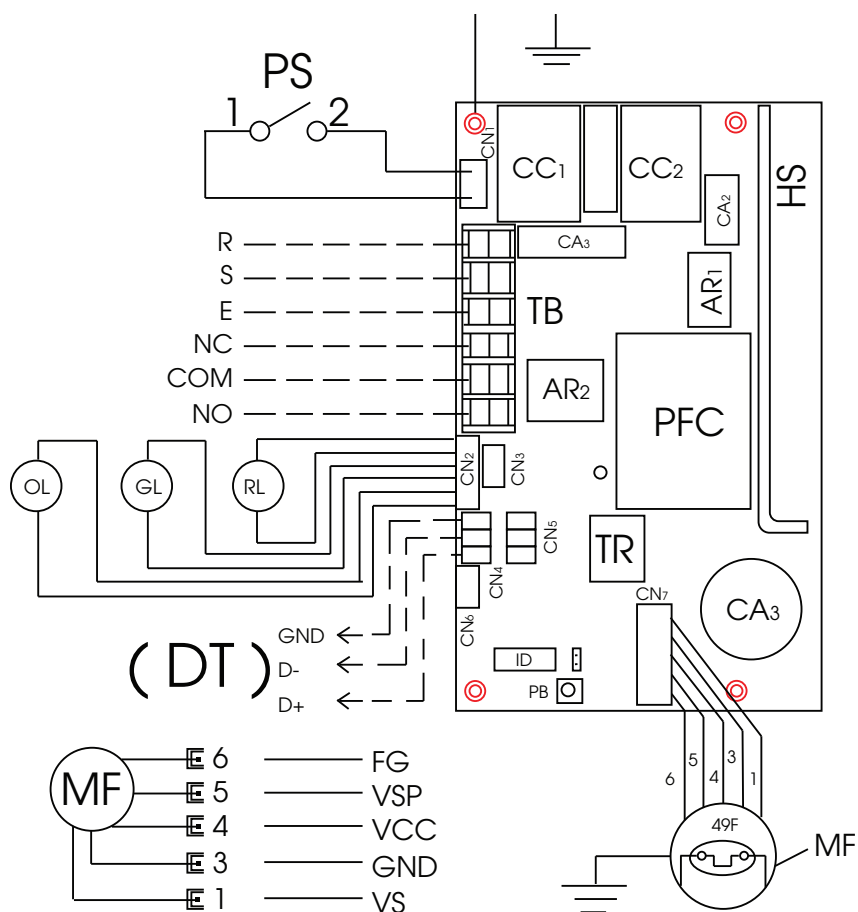 PS
1 2
CN1
CC1
CC2
HS
CA2
R
CA3
S
AR1
E
TB
NC
COM
AR2
PFC
NO
OL
GL
RL
CN2
CN3
CN5
TR
CN4
CN7
CA3
CN6
GND
(DT)
D-
ID
D+
PB
6 5 4 3 1
MF
6 FG
5 VSP
4 VCC
3 GND
1 VS
49F
MF